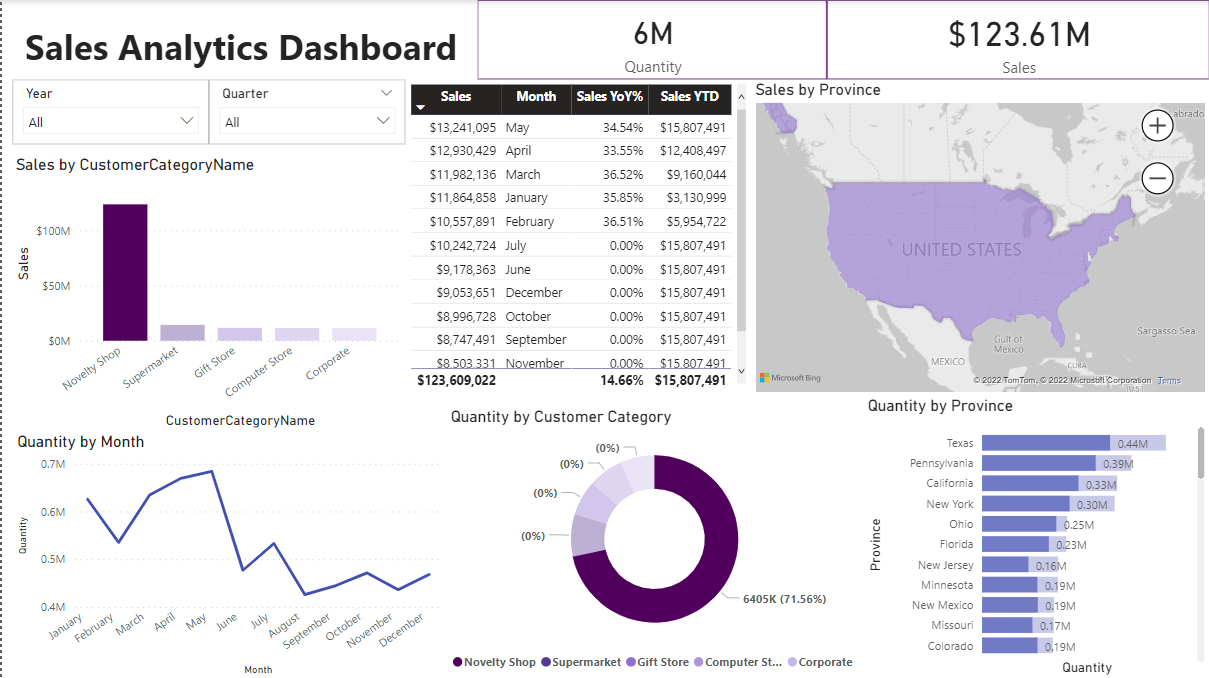 Sales Analytics Dashboard
6M
Quantity
$123.61M
Sales
Year
All
Quarter
All
Sales by CustomerCategoryName
$100M
$50M
$0M
Sales
Novelty Shop
Supermarket
Gift Store
Computer Store
Corporate
CustomerCategoryName
Sales Month Sales YoY% Sales YTD
$13,241,095 May 34.54% $15,807,491
$12,930,429 April 33.55% $12,408,497
$11,982,136 March 36.52% $9,160,044
$11,864,858 January 35.85% $3,130,999
$10,557,891 February 36.51% $5,954,722
$10,242,724 July 0.00% $15,807,491
$9,178,363 June 0.00% $15,807,491
$9,053,651 December 0.00% $15,807,491
$8,996,728 October 0.00% $15,807,491
$8,747,491 September 0.00% $15,807,491
$8,503,331 November 0.00% $15,807,491
$123,609,022 14.66% $15,807,491
Sales by Province
abrado
UNITED STATES
Sargasso Sea
Gulf of
Mexico
MEXICO
CUBA
Microsoft Bing
© 2022 TomTom, © 2022 Microsoft Corporation Terms
Quantity by Month
0.7M
0.6M
0.5M
0.4M
Quantity
January
February
March
April
May
June
July
August
September
October
November
December
Month
Quantity by Customer Category
(0%)
(0%)
(0%)
(0%)
6405K (71.56%)
Novelty Shop Supermarket Gift Store Computer St... Corporate
Quantity by Province
Province
Texas 0.44M
Pennsylvania 0.39M
California 0.33M
New York 0.30M
Ohio 0.25M
Florida 0.23M
New Jersey 0.16M
Minnesota 0.19M
New Mexico 0.19M
Missouri 0.17M
Colorado 0.19M
Quantity